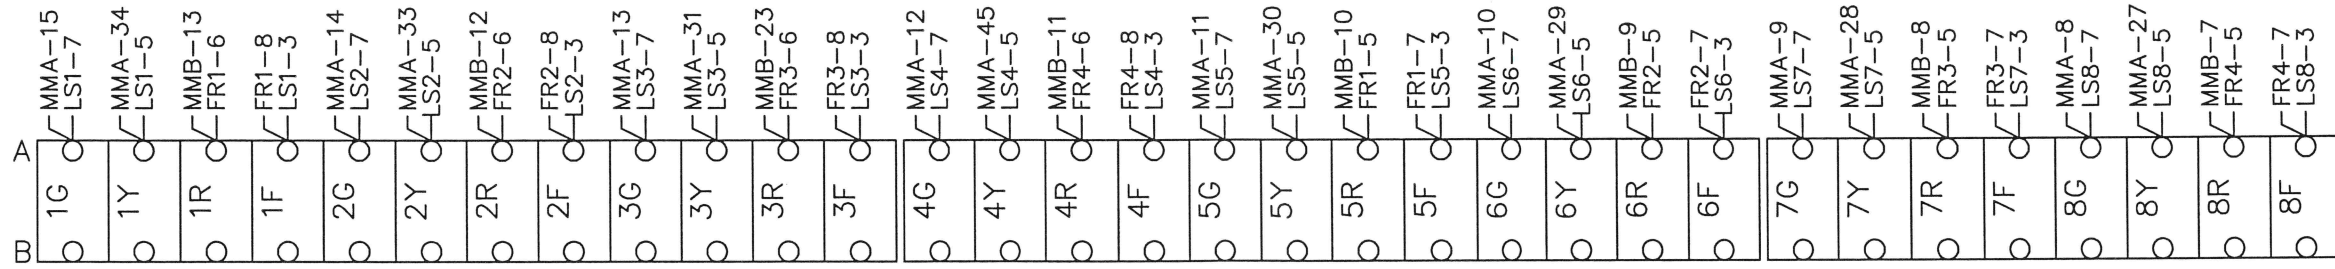 MMA-15
LS1-7
MMA-34
LS1-5
MMB-13
FR1-6
FR1-8
LS1-3
MMA-14
LS2-7
MMA-33
LS2-5
MMB-12
FR2-6
FR2-8
LS2-3
MMA-13
LS3-7
MMA-31
LS3-5
MMB-23
FR3-6
FR3-8
LS3-3
MMA-12
LS4-7
MMA-45
LS4-5
MMB-11
FR4-6
FR4-8
LS4-3
MMA-11
LS5-7
MMA-30
LS5-5
MMB-10
FR1-5
FR1-7
LS5-3
MMA-10
LS6-7
MMA-29
LS6-5
MMB-9
FR2-5
FR2-7
LS6-3
MMA-9
LS7-7
MMA-28
LS7-5
MMB-8
FR3-5
FR3-7
LS7-3
MMA-8
LS8-7
MMA-27
LS8-5
MMB-7
FR4-5
FR4-7
LS8-3
A
1G
1Y
1R
1F
2G
2Y
2R
2F
3G
3Y
3R
3F
4G
4Y
4R
4F
5G
5Y
5R
5F
6G
6Y
6R
6F
7G
7Y
7R
7F
8G
8Y
8R
8F
B